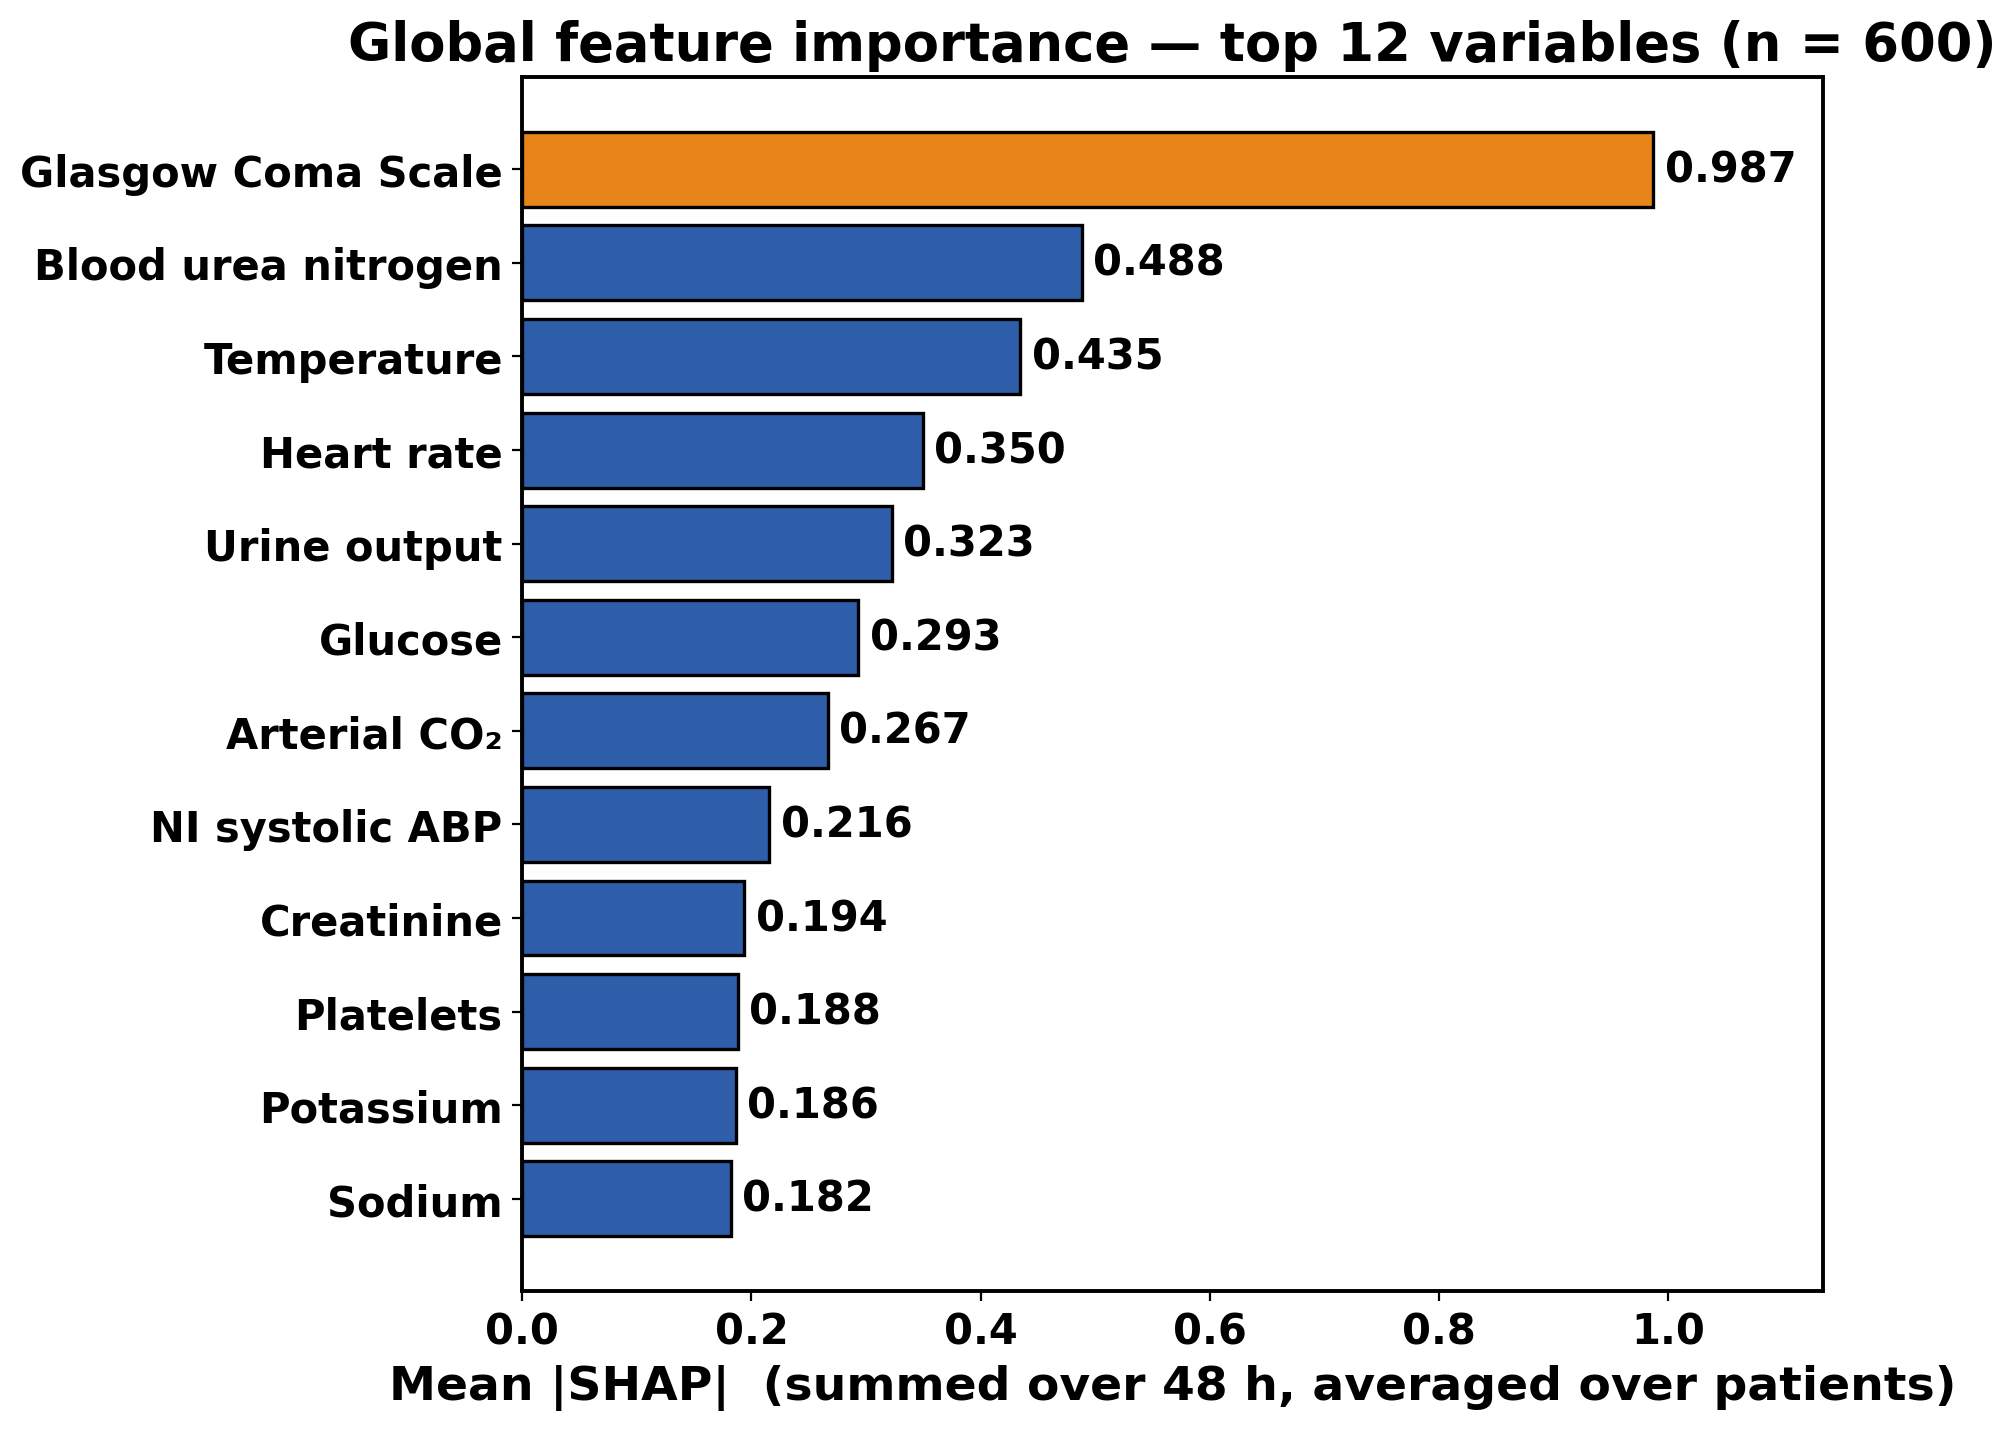 Global feature importance — top 12 variables (n = 600)
Glasgow Coma Scale 0.987
Blood urea nitrogen 0.488
Temperature 0.435
Heart rate 0.350
Urine output 0.323
Glucose 0.293
Arterial CO₂ 0.267
NI systolic ABP 0.216
Creatinine 0.194
Platelets 0.188
Potassium 0.186
Sodium 0.182
0.0 0.2 0.4 0.6 0.8 1.0
Mean |SHAP| (summed over 48 h, averaged over patients)